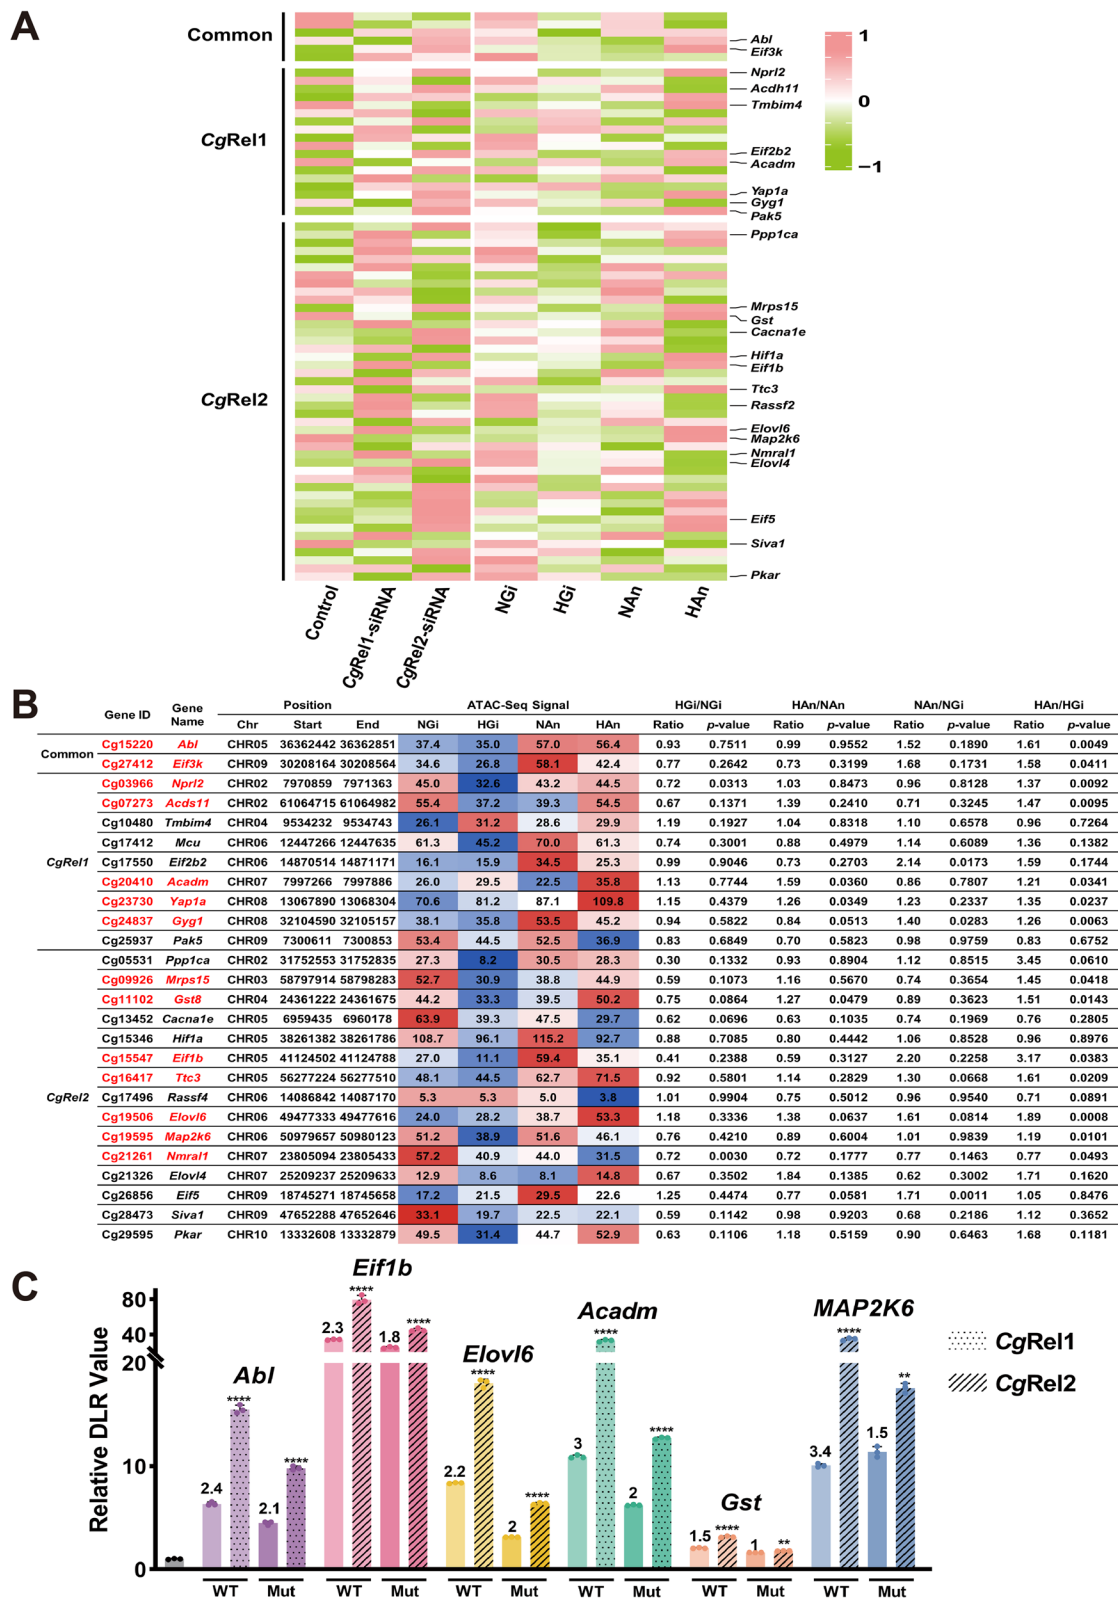 A
Common
CgRel1
CgRel2
Abl
Eif3k
Nprl2
Acdh11
Tmbim4
Eif2b2
Acadm
Yap1a
Gyg1
Pak5
Ppp1ca
Mrps15
Gst
Cacna1e
Hif1a
Eif1b
Ttc3
Rassf2
Elovl6
Map2k6
Nmral1
Elovl4
Eif5
Siva1
Pkar
1
0
−1
Control
CgRel1-siRNA
CgRel2-siRNA
NGi
HGi
NAn
HAn
B
Gene ID Gene Name Position ATAC-Seq Signal HGi/NGi HAn/NAn NAn/NGi HAn/HGi
Chr Start End NGi HGi NAn HAn Ratio p-value Ratio p-value Ratio p-value Ratio p-value
Common
Cg15220 Abl CHR05 36362442 36362851 37.4 35.0 57.0 56.4 0.93 0.7511 0.99 0.9552 1.52 0.1890 1.61 0.0049
Cg27412 Eif3k CHR09 30208164 30208564 34.6 26.8 58.1 42.4 0.77 0.2642 0.73 0.3199 1.68 0.1731 1.58 0.0411
CgRel1
Cg03966 Nprl2 CHR02 7970859 7971363 45.0 32.6 43.2 44.5 0.72 0.0313 1.03 0.8473 0.96 0.8128 1.37 0.0092
Cg07273 Acds11 CHR02 61064715 61064982 55.4 37.2 39.3 54.5 0.67 0.1371 1.39 0.2410 0.71 0.3245 1.47 0.0095
Cg10480 Tmbim4 CHR04 9534232 9534743 26.1 31.2 28.6 29.9 1.19 0.1927 1.04 0.8318 1.10 0.6578 0.96 0.7264
Cg17412 Mcu CHR06 12447266 12447635 61.3 45.2 70.0 61.3 0.74 0.3001 0.88 0.4979 1.14 0.6089 1.36 0.1382
Cg17550 Eif2b2 CHR06 14870514 14871171 16.1 15.9 34.5 25.3 0.99 0.9046 0.73 0.2703 2.14 0.0173 1.59 0.1744
Cg20410 Acadm CHR07 7997266 7997886 26.0 29.5 22.5 35.8 1.13 0.7744 1.59 0.0360 0.86 0.7807 1.21 0.0341
Cg23730 Yap1a CHR08 13067890 13068304 70.6 81.2 87.1 109.8 1.15 0.4379 1.26 0.0349 1.23 0.2337 1.35 0.0237
Cg24837 Gyg1 CHR08 32104590 32105157 38.1 35.8 53.5 45.2 0.94 0.5822 0.84 0.0513 1.40 0.0283 1.26 0.0063
Cg25937 Pak5 CHR09 7300611 7300853 53.4 44.5 52.5 36.9 0.83 0.6849 0.70 0.5823 0.98 0.9759 0.83 0.6752
CgRel2
Cg05531 Ppp1ca CHR02 31752553 31752835 27.3 8.2 30.5 28.3 0.30 0.1332 0.93 0.8904 1.12 0.8515 3.45 0.0610
Cg09926 Mrps15 CHR03 58797914 58798283 52.7 30.9 38.8 44.9 0.59 0.1073 1.16 0.5670 0.74 0.3654 1.45 0.0418
Cg11102 Gst8 CHR04 24361222 24361675 44.2 33.3 39.5 50.2 0.75 0.0864 1.27 0.0479 0.89 0.3623 1.51 0.0143
Cg13452 Cacna1e CHR05 6959435 6960178 63.9 39.3 47.5 29.7 0.62 0.0696 0.63 0.1035 0.74 0.1969 0.76 0.2805
Cg15346 Hif1a CHR05 38261382 38261786 108.7 96.1 115.2 92.7 0.88 0.7085 0.80 0.4442 1.06 0.8528 0.96 0.8976
Cg15547 Eif1b CHR05 41124502 41124788 27.0 11.1 59.4 35.1 0.41 0.2388 0.59 0.3127 2.20 0.2258 3.17 0.0383
Cg16417 Ttc3 CHR05 56277224 56277510 48.1 44.5 62.7 71.5 0.92 0.5801 1.14 0.2829 1.30 0.0668 1.61 0.0209
Cg17496 Rassf4 CHR06 14086842 14087170 5.3 5.3 5.0 3.8 1.01 0.9904 0.75 0.5012 0.96 0.9540 0.71 0.0891
Cg19506 Elovl6 CHR06 49477333 49477616 24.0 28.2 38.7 53.3 1.18 0.3336 1.38 0.0637 1.61 0.0814 1.89 0.0008
Cg19595 Map2k6 CHR06 50979657 50980123 51.2 38.9 51.6 46.1 0.76 0.4210 0.89 0.6004 1.01 0.9839 1.19 0.0101
Cg21261 Nmral1 CHR07 23805094 23805433 57.2 40.9 44.0 31.5 0.72 0.0030 0.72 0.1777 0.77 0.1463 0.77 0.0493
Cg21326 Elovl4 CHR07 25209237 25209633 12.9 8.6 8.1 14.8 0.67 0.3502 1.84 0.1385 0.62 0.3002 1.71 0.1620
Cg26856 Eif5 CHR09 18745271 18745658 17.2 21.5 29.5 22.6 1.25 0.4474 0.77 0.0581 1.71 0.0011 1.05 0.8476
Cg28473 Siva1 CHR09 47652288 47652646 33.1 19.7 22.5 22.1 0.59 0.1142 0.98 0.9203 0.68 0.2186 1.12 0.3652
Cg29595 Pkar CHR10 13332608 13332879 49.5 31.4 44.7 52.9 0.63 0.1106 1.18 0.5159 0.90 0.6463 1.68 0.1181
C
Relative DLR Value
80
40
20
10
0
Abl
2.4 **** 2.1 ****
Eif1b
2.3 **** 1.8 ****
Elovl6
2.2 **** 2 ****
Acadm
3 **** 2 ****
Gst
1.5 **** 1 **
MAP2K6
3.4 **** 1.5 **
CgRel1
CgRel2
WT Mut WT Mut WT Mut WT Mut WT Mut WT Mut